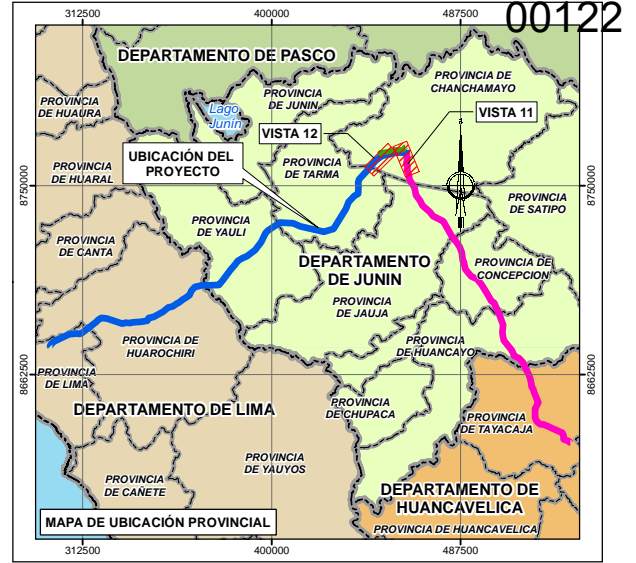 00122
312500
400000
487500
DEPARTAMENTO DE PASCO
PROVINCIA
DE HUAURA
Lago
Junín
PROVINCIA
DE JUNIN
PROVINCIA DE
CHANCHAMAYO
VISTA 12
VISTA 11
UBICACIÓN DEL
PROYECTO
PROVINCIA
DE TARMA
PROVINCIA
DE HUARAL
8750000
8750000
PROVINCIA
DE SATIPO
PROVINCIA
DE YAULI
PROVINCIA
DE CANTA
DEPARTAMENTO
DE JUNIN
PROVINCIA DE
CONCEPCION
PROVINCIA
DE JAUJA
PROVINCIA DE
HUAROCHIRI
PROVINCIA
DE HUANCAYO
8662500
8662500
PROVINCIA
DE LIMA
DEPARTAMENTO DE LIMA
PROVINCIA
DE CHUPACA
PROVINCIA
DE TAYACAJA
PROVINCIA
DE YAUYOS
PROVINCIA
DE CAÑETE
DEPARTAMENTO DE
HUANCAVELICA
MAPA DE UBICACIÓN PROVINCIAL
PROVINCIA DE HUANCAVELICA
312500
400000
487500